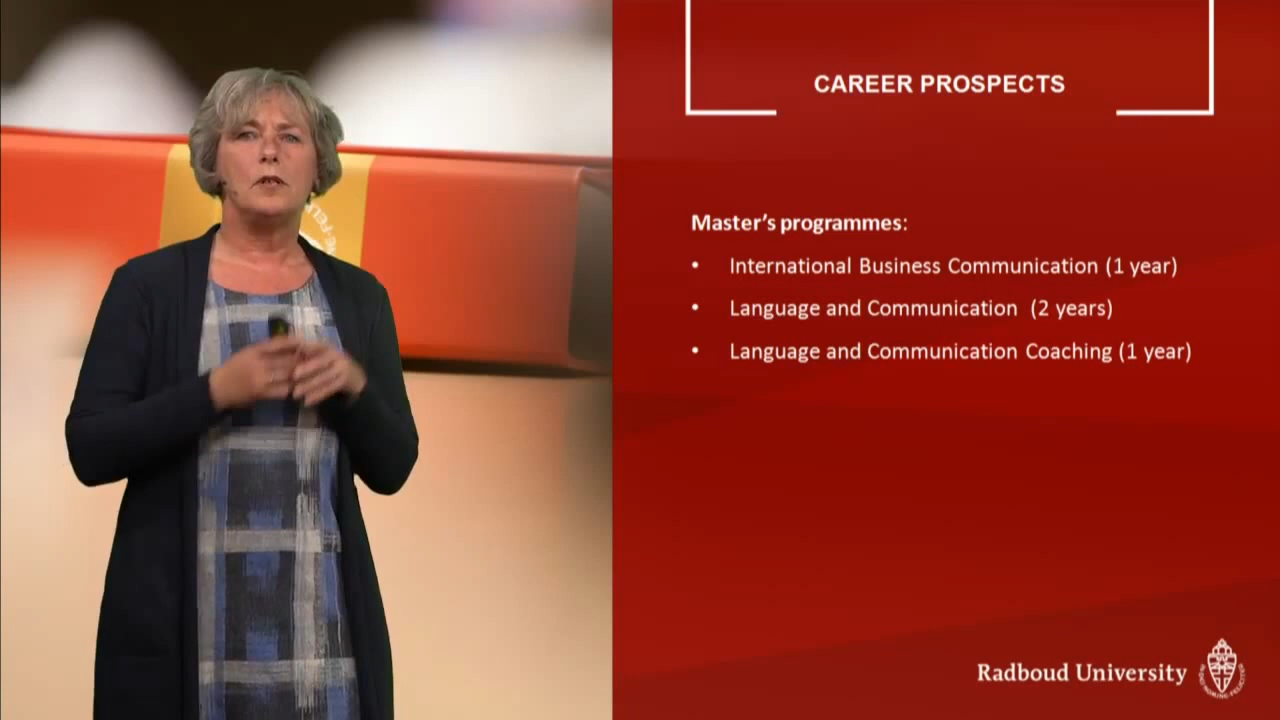 CAREER PROSPECTS
Master's programmes:
• International Business Communication (1 year)
• Language and Communication (2 years)
• Language and Communication Coaching (1 year)
Radboud University